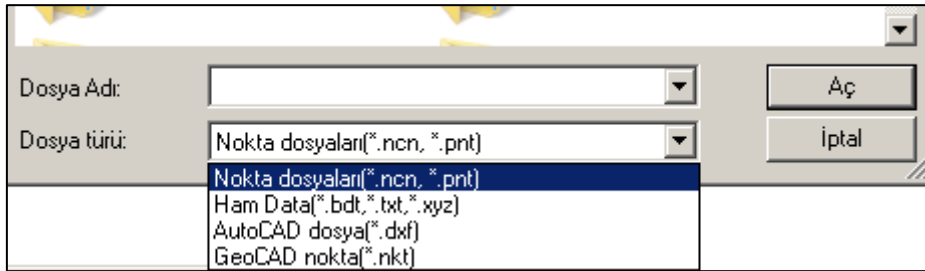 Dosya Adı:
Aç
Dosya türü:
Nokta dosyaları(*.ncn, *.pnt)
İptal
Nokta dosyaları(*.ncn, *.pnt)
Ham Data(*.bdt,*.txt,*.xyz)
AutoCAD dosya(*.dxf)
GeoCAD nokta(*.nkt)